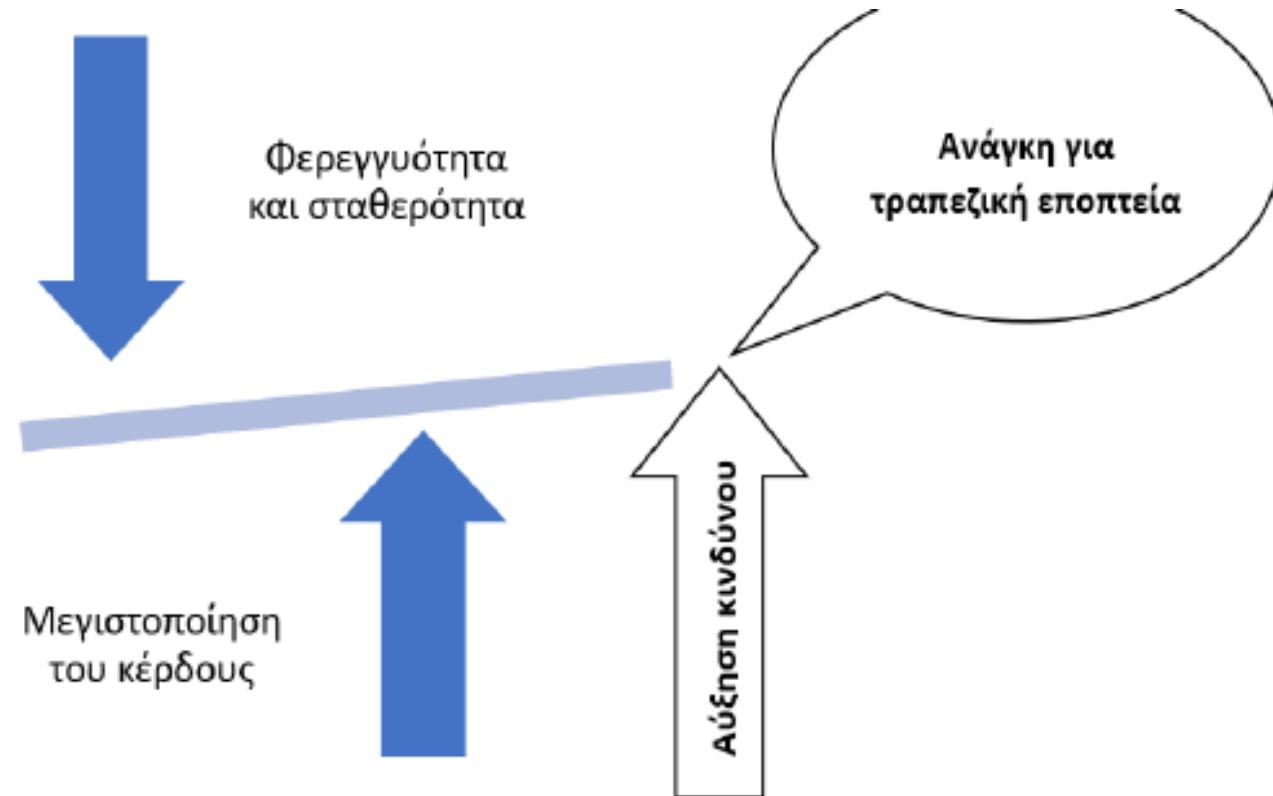 Φερεγγυότητα
και σταθερότητα
Ανάγκη για
τραπεζική εποπτεία
Μεγιστοποίηση
του κέρδους
Αύξηση κινδύνου